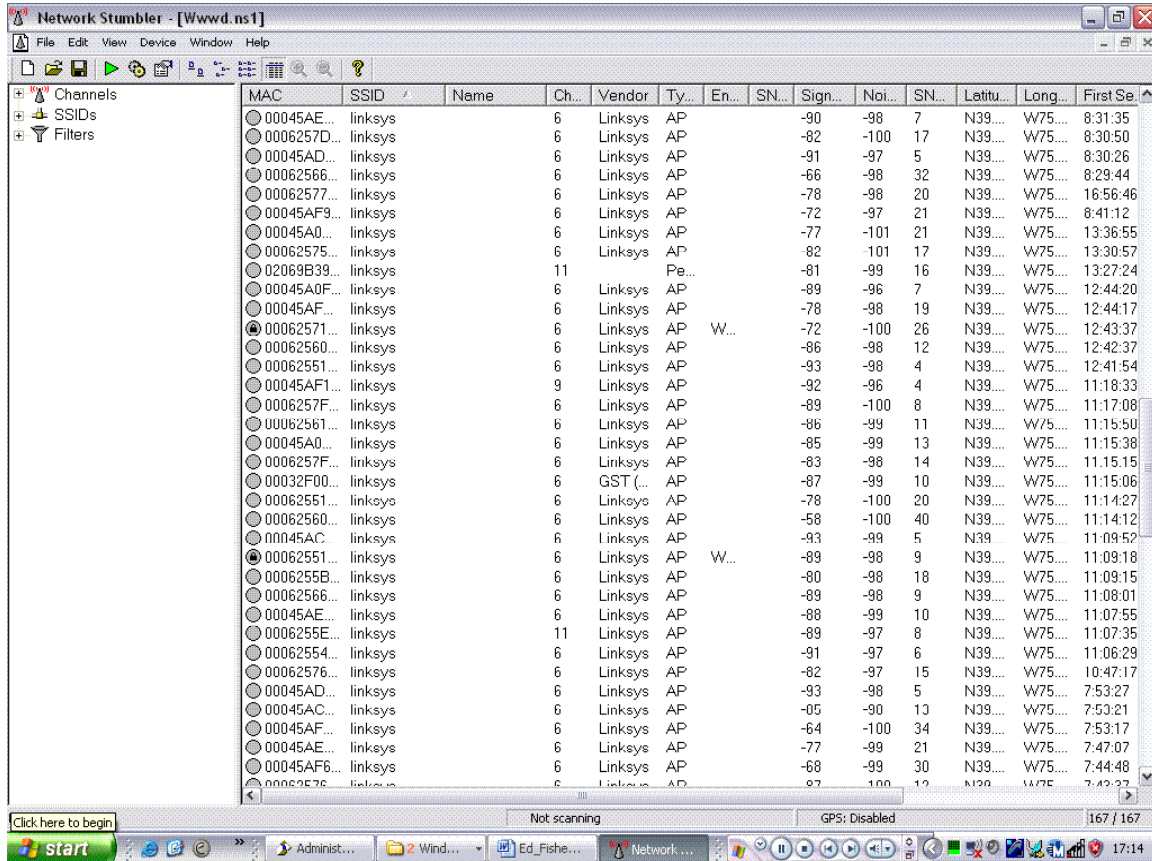 Network Stumbler - [Wwwd.ns1]
File Edit View Device Window Help
Channels
SSIDs
Filters
MAC SSID Name Ch... Vendor Ty... En... SN... Sign... Noi... SN... Latitu... Long... First Se...
00045AE... linksys 6 Linksys AP -90 -98 7 N39.... W75.... 8:31:35
0006257D... linksys 6 Linksys AP -82 -100 17 N39.... W75.... 8:30:50
00045AD... linksys 6 Linksys AP -91 -97 5 N39.... W75.... 8:30:26
00062566... linksys 6 Linksys AP -66 -98 32 N39.... W75.... 8:29:44
00062577... linksys 6 Linksys AP -78 -98 20 N39.... W75.... 16:56:46
00045AF9... linksys 6 Linksys AP -72 -97 21 N39.... W75.... 8:41:12
00045A0... linksys 6 Linksys AP -77 -101 21 N39.... W75.... 13:36:55
00062575... linksys 6 Linksys AP -82 -101 17 N39.... W75.... 13:30:57
02069B39... linksys 11 Pe... -81 -99 16 N39.... W75.... 13:27:24
00045A0F... linksys 6 Linksys AP -89 -96 7 N39.... W75.... 12:44:20
00045AF... linksys 6 Linksys AP -78 -98 19 N39.... W75.... 12:44:17
00062571... linksys 6 Linksys AP W... -72 -100 26 N39.... W75.... 12:43:37
00062560... linksys 6 Linksys AP -86 -98 12 N39.... W75.... 12:42:37
00062551... linksys 6 Linksys AP -93 -98 4 N39.... W75.... 12:41:54
00045AF1... linksys 9 Linksys AP -92 -96 4 N39.... W75.... 11:18:33
0006257F... linksys 6 Linksys AP -89 -100 8 N39.... W75.... 11:17:08
00062561... linksys 6 Linksys AP -86 -99 11 N39.... W75.... 11:15:50
00045A0... linksys 6 Linksys AP -85 -99 13 N39.... W75.... 11:15:38
0006257F... linksys 6 Linksys AP -83 -98 14 N39.... W75.... 11:15:15
00032F00... linksys 6 GST (... AP -87 -99 10 N39.... W75.... 11:15:06
00062551... linksys 6 Linksys AP -78 -100 20 N39.... W75.... 11:14:27
00062560... linksys 6 Linksys AP -58 -100 40 N39.... W75.... 11:14:12
00045AC... linksys 6 Linksys AP -93 -99 5 N39.... W75.... 11:09:52
00062551... linksys 6 Linksys AP W... -89 -98 9 N39.... W75.... 11:09:18
0006255B... linksys 6 Linksys AP -80 -98 18 N39.... W75.... 11:09:15
00062566... linksys 6 Linksys AP -89 -98 9 N39.... W75.... 11:08:01
00045AE... linksys 6 Linksys AP -88 -99 10 N39.... W75.... 11:07:55
0006255E... linksys 11 Linksys AP -89 -97 8 N39.... W75.... 11:07:35
00062554... linksys 6 Linksys AP -91 -97 6 N39.... W75.... 11:06:29
00062576... linksys 6 Linksys AP -82 -97 15 N39.... W75.... 10:47:17
00045AD... linksys 6 Linksys AP -93 -98 5 N39.... W75.... 7:53:27
00045AC... linksys 6 Linksys AP 13 N39.... W75.... 7:53:21
00045AF... linksys 6 Linksys AP -64 -100 34 N39.... W75.... 7:53:17
00045AE... linksys 6 Linksys AP -77 -99 21 N39.... W75.... 7:47:07
00045AF6... linksys 6 Linksys AP -68 -99 30 N39.... W75.... 7:44:48
Click here to begin Not scanning GPS: Disabled 167 / 167
start Administ... 2 Wind... Ed_Fishe... Network ... 17:14